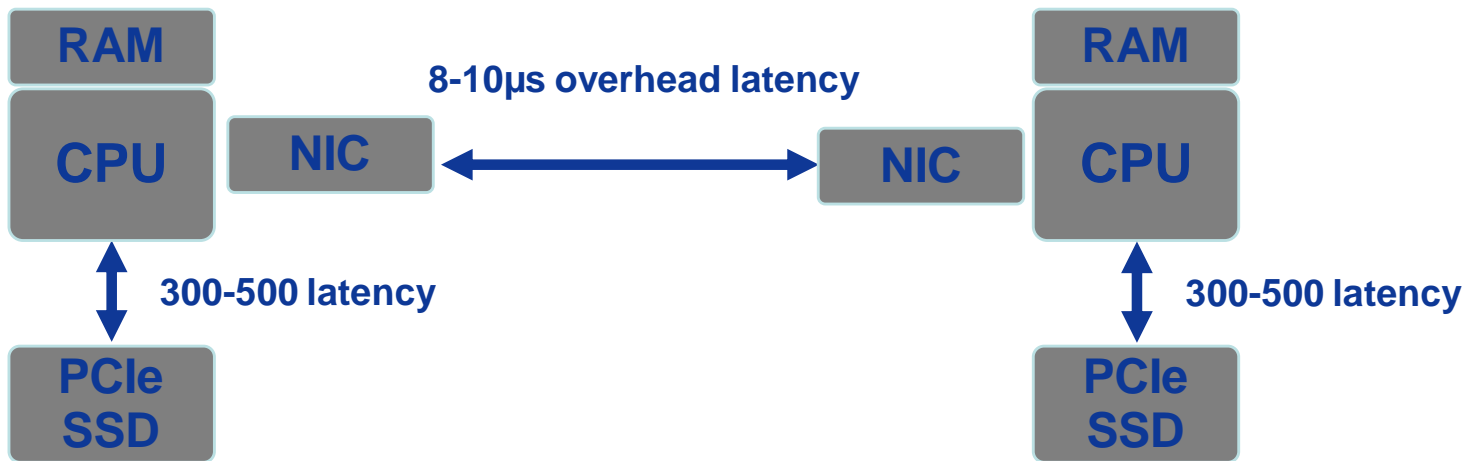 RAM
RAM
8-10µs overhead latency
CPU
NIC
NIC
CPU
300-500 latency
300-500 latency
PCIe
SSD
PCIe
SSD